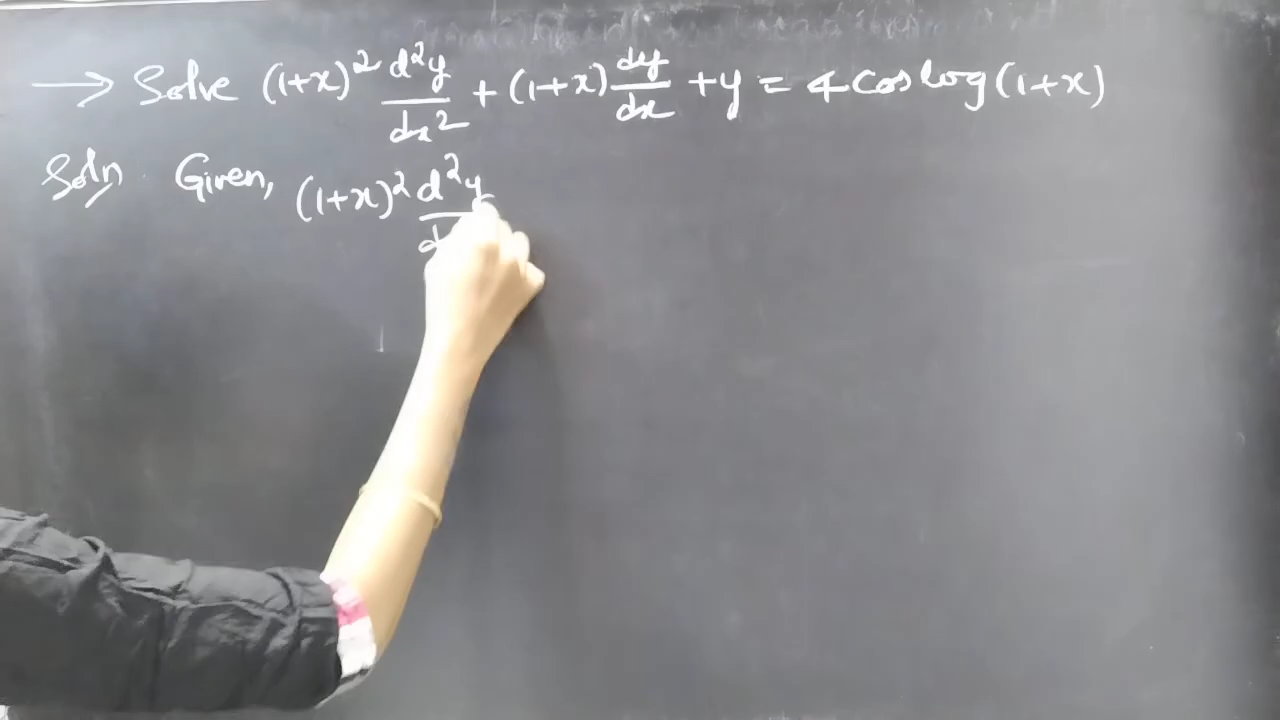 → Solve (1+x)² d²y/dx² + (1+x) dy/dx + y = 4 cos log(1+x)
Soln. Given, (1+x)² d²y/d